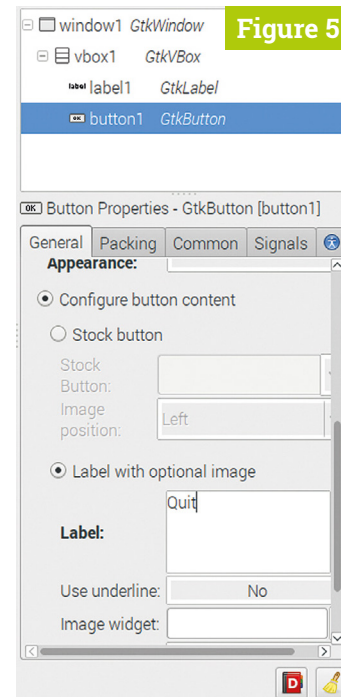 window1 GtkWindow
Figure 5
vbox1 GtkVBox
label label1 GtkLabel
OK button1 GtkButton
OK Button Properties - GtkButton [button1]
General Packing Common Signals
Appearance:
Configure button content
Stock button
Stock
Button:
Image
position:
Left
Label with optional image
Quit
Label:
Use underline: No
Image widget:
D